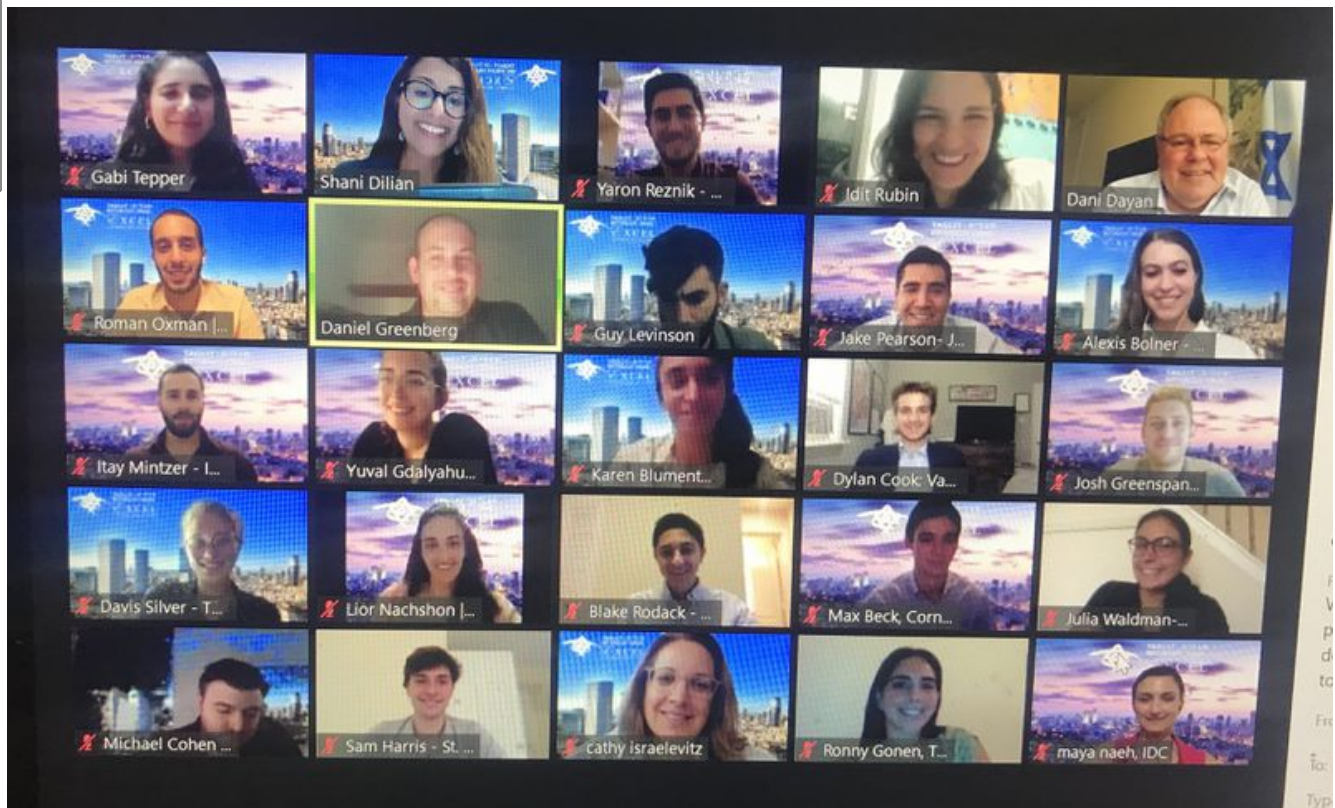 Gabi Tepper
Shani Dilian
Yaron Reznik - ...
Idit Rubin
Dani Dayan
Roman Oxman |...
Daniel Greenberg
Guy Levinson
Jake Pearson- J...
Alexis Bolner - ...
Itay Mintzer - I...
Yuval Gdalyahu...
Karen Blument...
Dylan Cook: Va...
Josh Greenspan...
Davis Silver - T...
Lior Nachshon |...
Blake Rodack - ...
Max Beck, Corn...
Julia Waldman-...
Michael Cohen ...
Sam Harris - St. ...
cathy israelevitz
Ronny Gonen, T...
maya naeh, IDC
To: